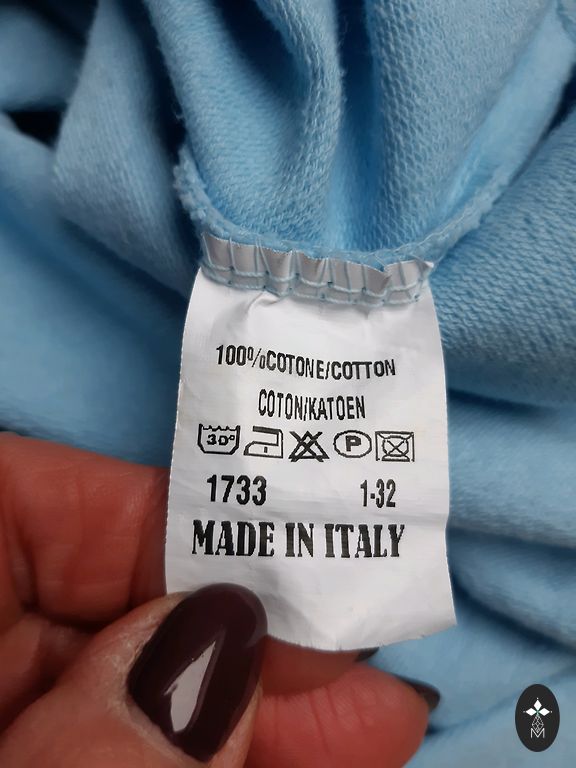 100%COTONE/COTTON
COTON/KATOEN
30° P
1733 1-32
MADE IN ITALY
M